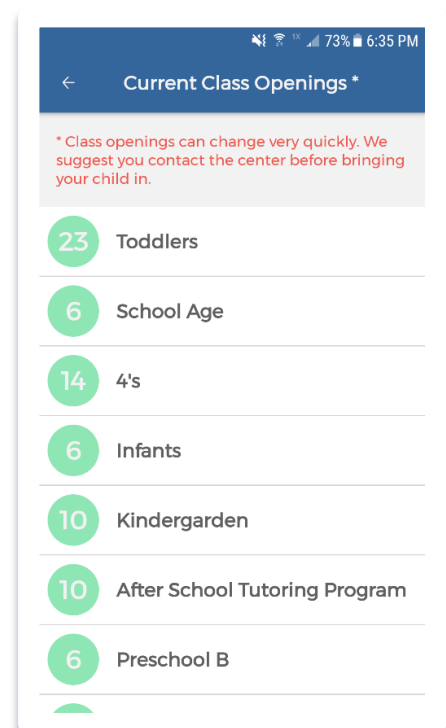 1X 73% 6:35 PM
← Current Class Openings *
* Class openings can change very quickly. We
suggest you contact the center before bringing
your child in.
23 Toddlers
6 School Age
14 4's
6 Infants
10 Kindergarden
10 After School Tutoring Program
6 Preschool B